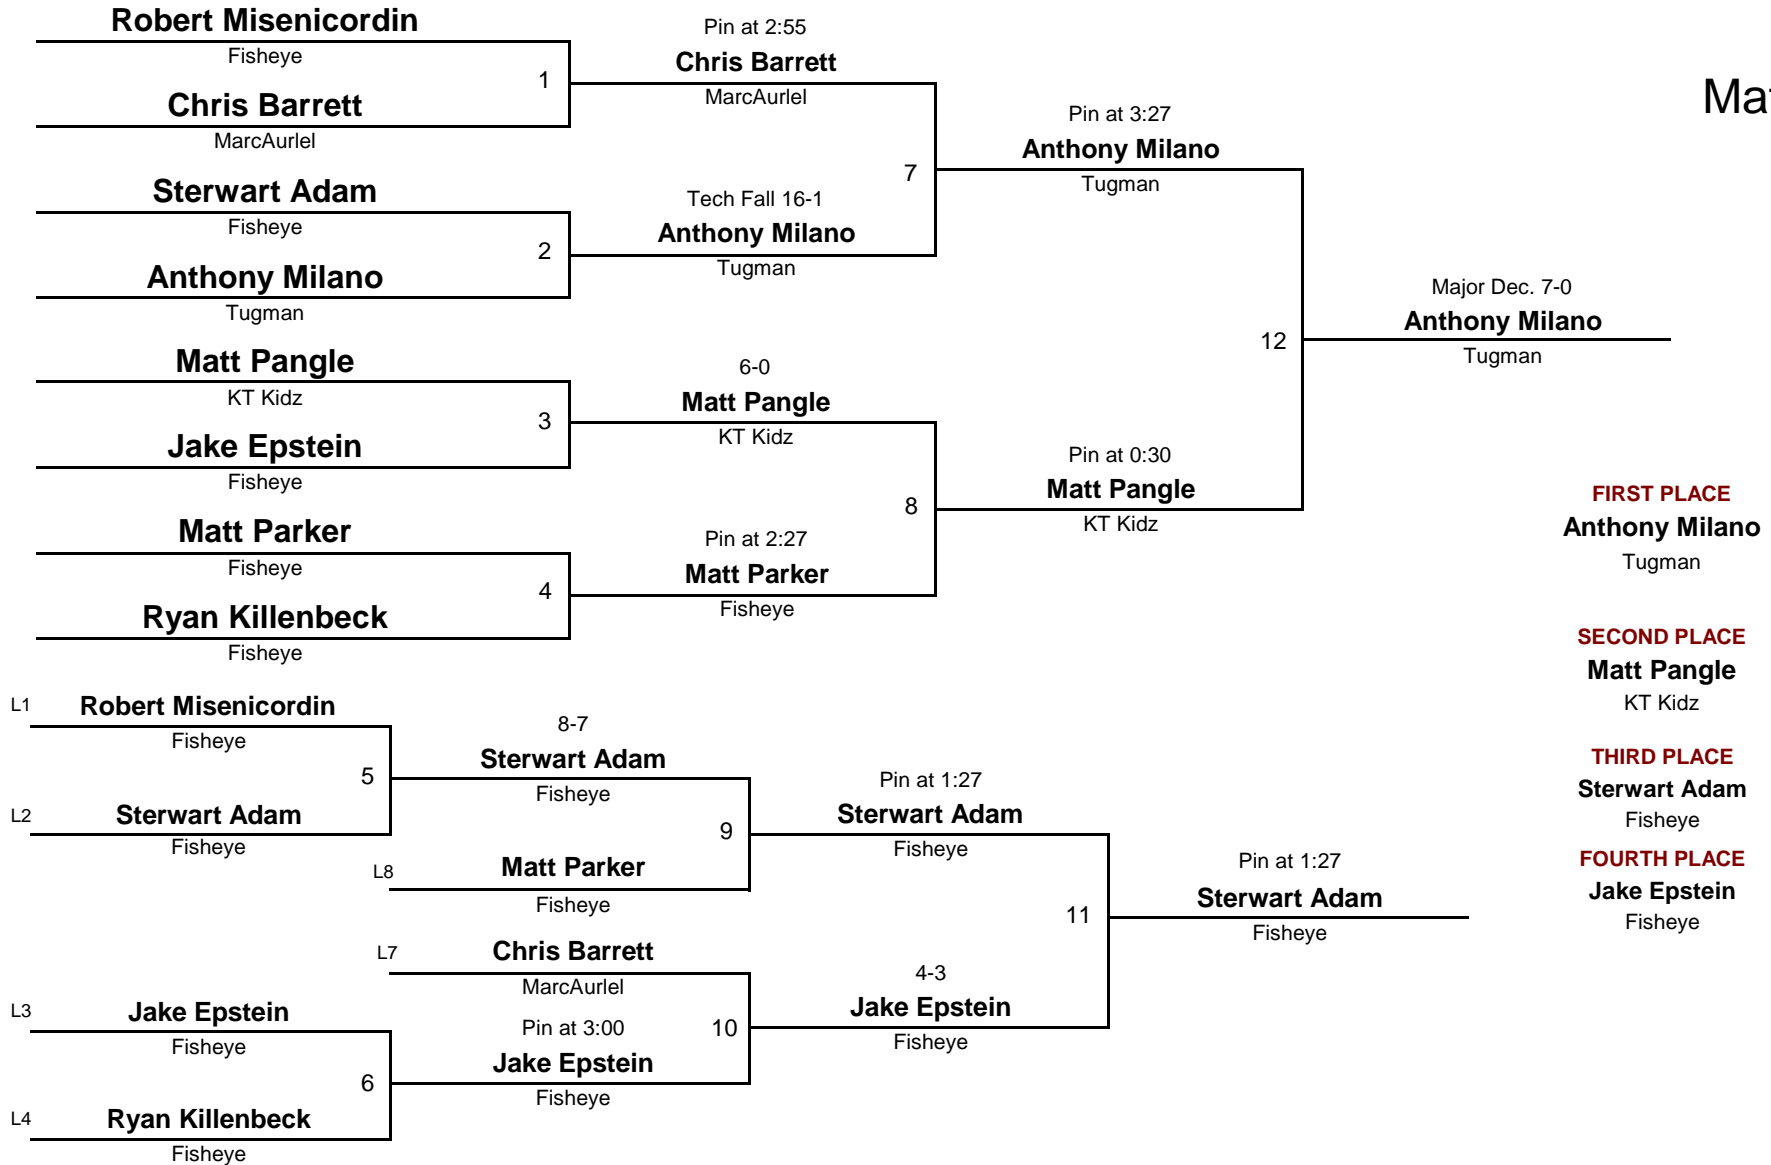 Robert Misenicordin
Fisheye
1
Chris Barrett
MarcAurlel
Sterwart Adam
Fisheye
2
Anthony Milano
Tugman
Matt Pangle
KT Kidz
3
Jake Epstein
Fisheye
Matt Parker
Fisheye
4
Ryan Killenbeck
Fisheye
Pin at 2:55
Chris Barrett
MarcAurlel
7
Tech Fall 16-1
Anthony Milano
Tugman
6-0
Matt Pangle
KT Kidz
8
Pin at 2:27
Matt Parker
Fisheye
Pin at 3:27
Anthony Milano
Tugman
12
Pin at 0:30
Matt Pangle
KT Kidz
Major Dec. 7-0
Anthony Milano
Tugman
Mat
FIRST PLACE
Anthony Milano
Tugman
SECOND PLACE
Matt Pangle
KT Kidz
THIRD PLACE
Sterwart Adam
Fisheye
FOURTH PLACE
Jake Epstein
Fisheye
L1 Robert Misenicordin
Fisheye
5
L2 Sterwart Adam
Fisheye
L3 Jake Epstein
Fisheye
6
L4 Ryan Killenbeck
Fisheye
8-7
Sterwart Adam
Fisheye
9
L8 Matt Parker
Fisheye
L7 Chris Barrett
MarcAurlel
Pin at 3:00 10
Jake Epstein
Fisheye
Pin at 1:27
Sterwart Adam
Fisheye
11
4-3
Jake Epstein
Fisheye
Pin at 1:27
Sterwart Adam
Fisheye